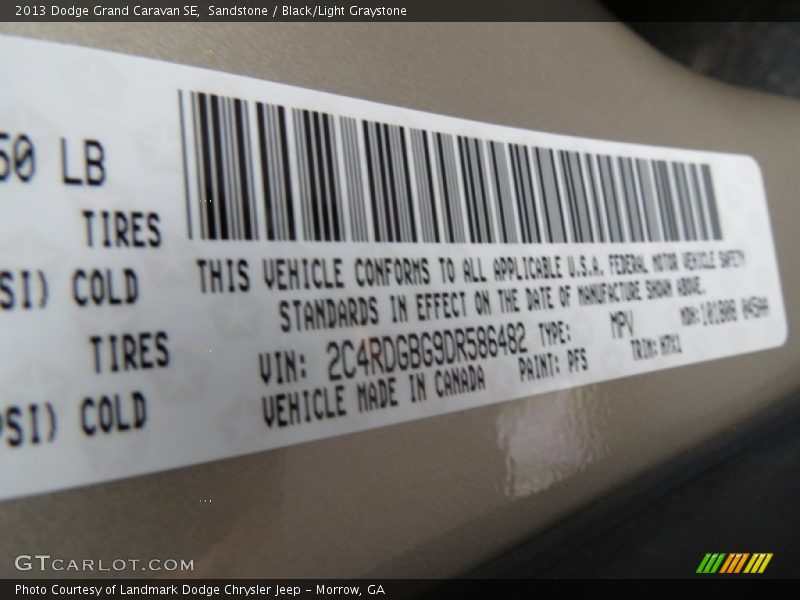 2013 Dodge Grand Caravan SE, Sandstone / Black/Light Graystone
50 LB
TIRES
SI) COLD
TIRES
PSI) COLD
THIS VEHICLE CONFORMS TO ALL APPLICABLE U.S.A. FEDERAL MOTOR VEHICLE SAFETY
STANDARDS IN EFFECT ON THE DATE OF MANUFACTURE SHOWN ABOVE.
VIN: 2C4RDGBG9DR586482 TYPE: MPV MDH:
VEHICLE MADE IN CANADA PAINT: PFS TRIM:
GTCARLOT.COM
Photo Courtesy of Landmark Dodge Chrysler Jeep - Morrow, GA